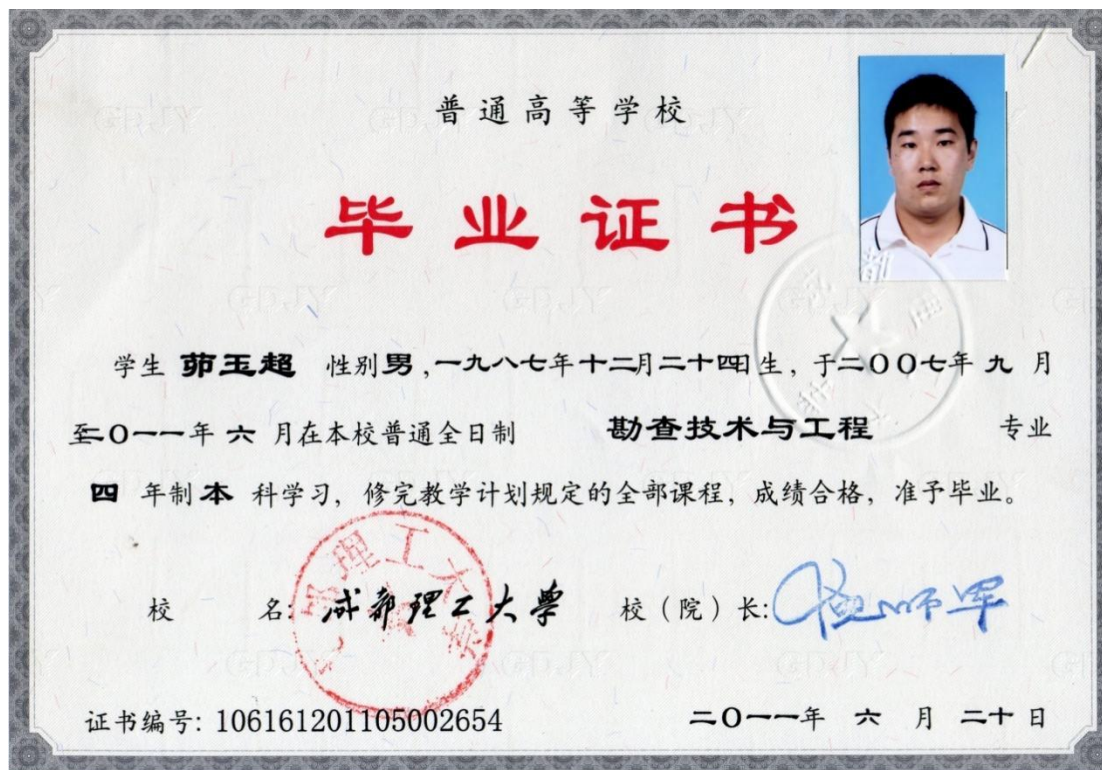 普通高等学校
毕业证书
学生 茆玉超 性别男，一九八七年十二月二十四日生，于二〇〇七年 九 月
至二〇一一年 六 月在本校普通全日制 勘查技术与工程 专业
四 年制本 科学习，修完教学计划规定的全部课程，成绩合格，准予毕业。
校 名：成都理工大学 校（院）长：
证书编号：106161201105002654 二〇一一年 六 月 二十 日